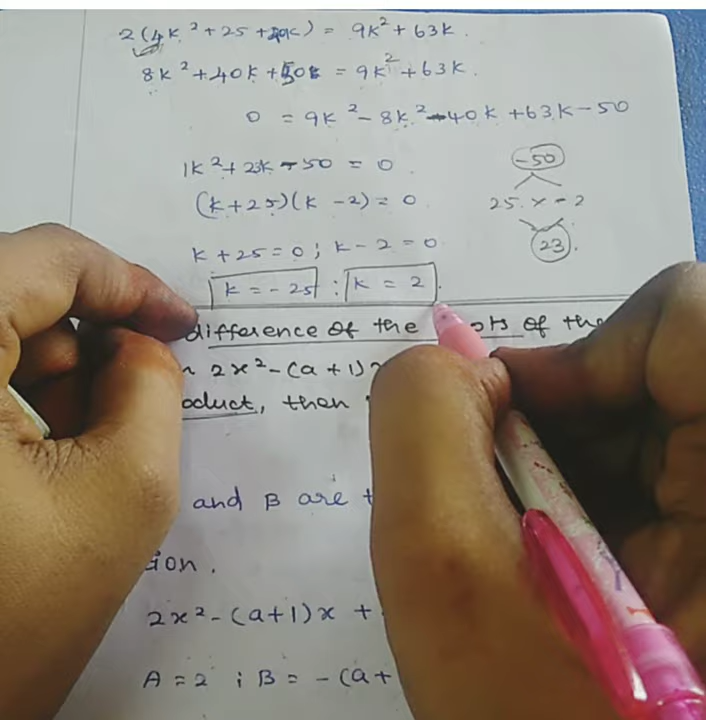 2(4k² + 25 + 20k) = 9k² + 63k.
8k² + 40k + 50 = 9k² + 63k.
0 = 9k² - 8k² - 40k + 63k - 50
1k² + 23k - 50 = 0.
-50
(k + 25)(k - 2) = 0.
25 x -2
k + 25 = 0 ; k - 2 = 0
23.
k = -25 : k = 2.
difference of the of the
2x² - (a + 1)
then
and B are
2x² - (a+1)x +
A = 2 ; B = - (a +